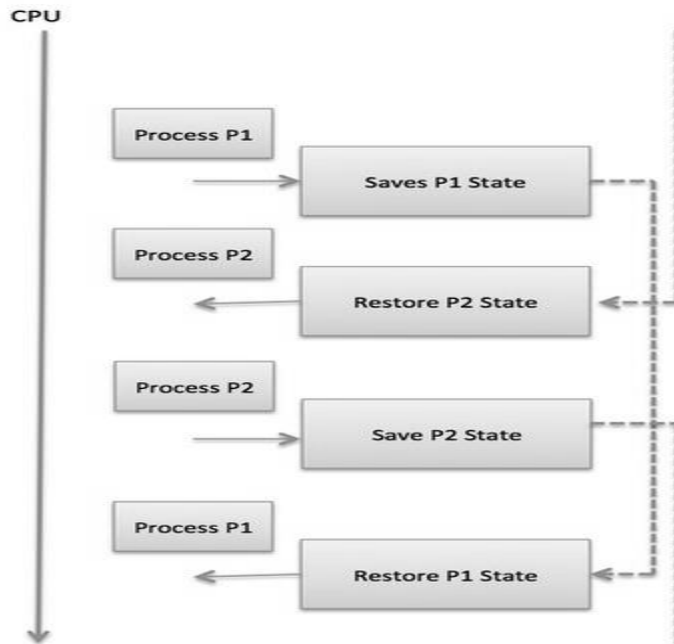 CPU
Process P1
Saves P1 State
Process P2
Restore P2 State
Process P2
Save P2 State
Process P1
Restore P1 State